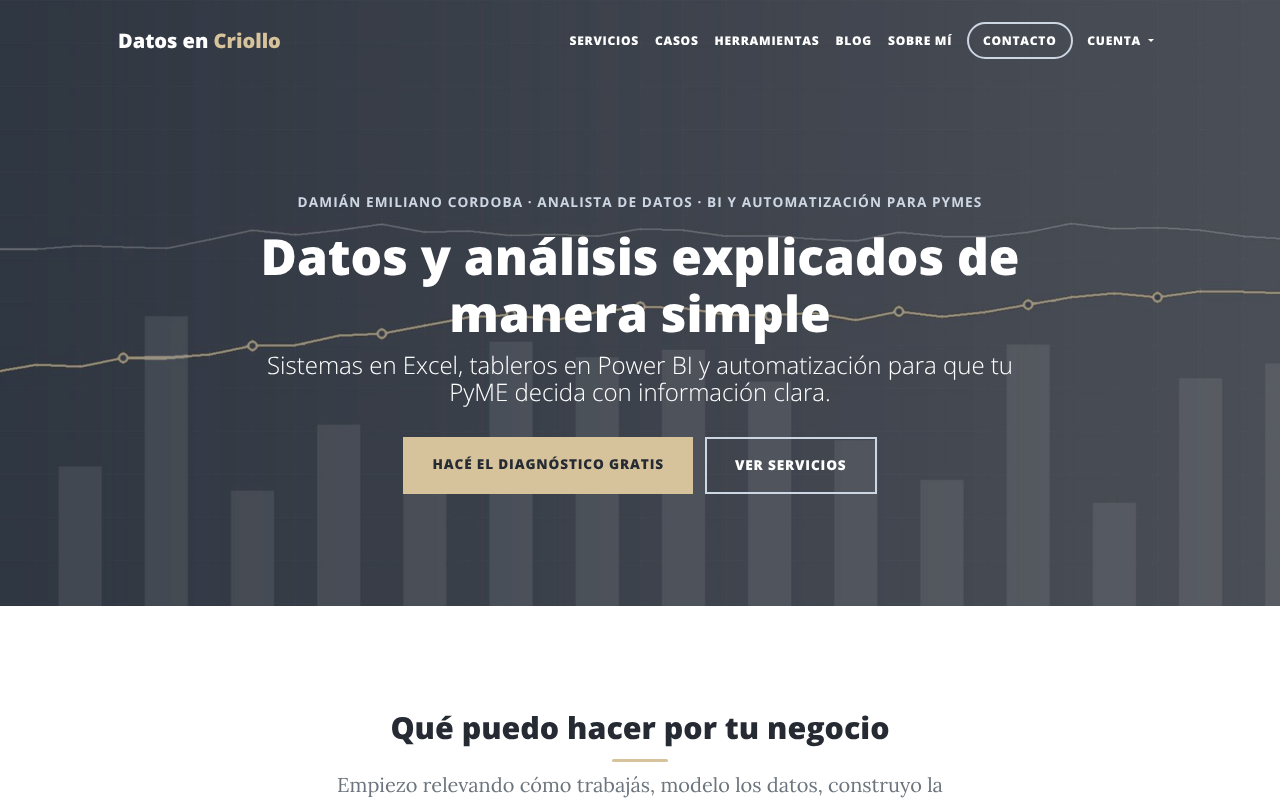 Datos en Criollo
SERVICIOS CASOS HERRAMIENTAS BLOG SOBRE MÍ CONTACTO CUENTA
DAMIÁN EMILIANO CORDOBA · ANALISTA DE DATOS · BI Y AUTOMATIZACIÓN PARA PYMES
Datos y análisis explicados de
manera simple
Sistemas en Excel, tableros en Power BI y automatización para que tu
PyME decida con información clara.
HACÉ EL DIAGNÓSTICO GRATIS
VER SERVICIOS
Qué puedo hacer por tu negocio
Empiezo relevando cómo trabajás, modelo los datos, construyo la